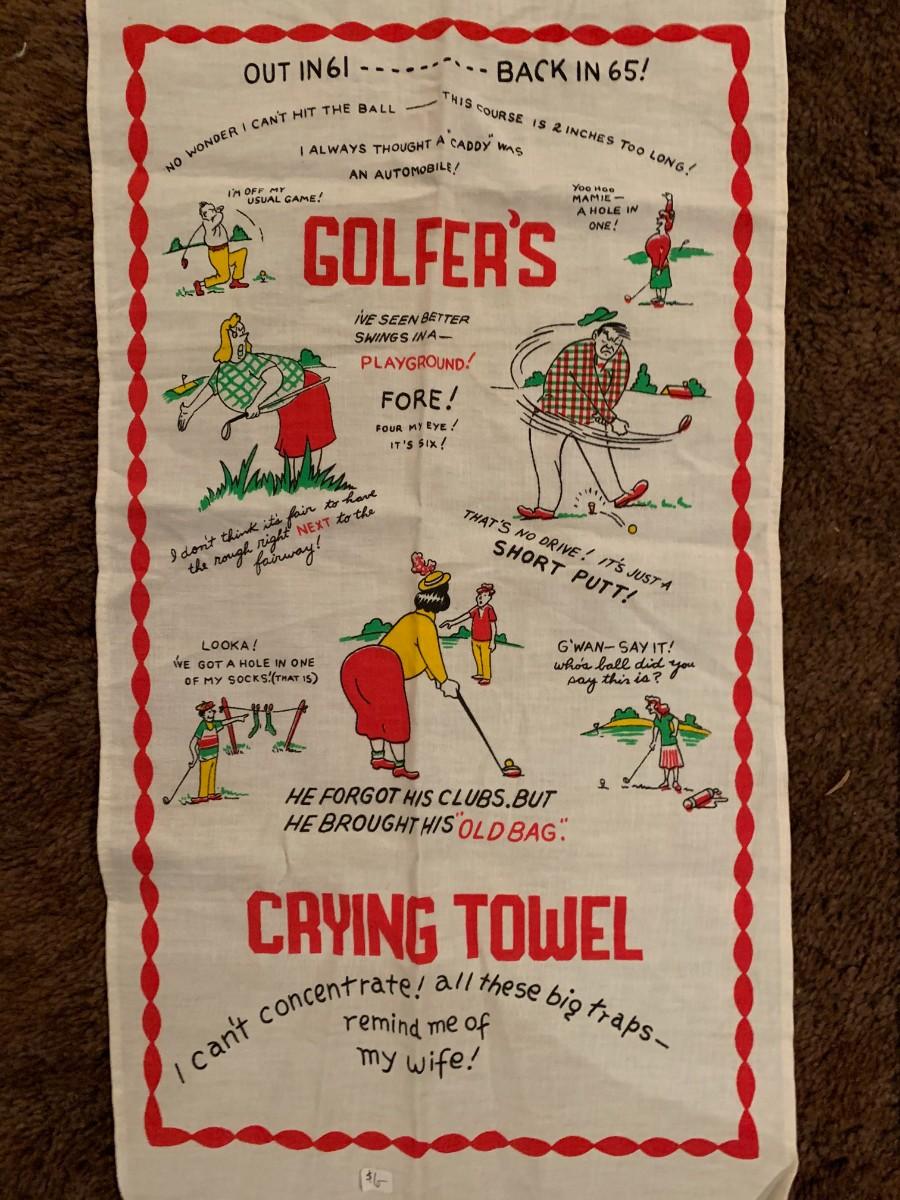 OUT IN 61 ------- BACK IN 65!
NO WONDER I CAN'T HIT THE BALL — THIS COURSE IS 2 INCHES TOO LONG!
I ALWAYS THOUGHT A "CADDY" WAS
AN AUTOMOBILE!
I'M OFF MY
USUAL GAME!
YOO HOO
MAMIE —
A HOLE IN
ONE!
GOLFER'S
I'VE SEEN BETTER
SWINGS IN A —
PLAYGROUND!
FORE!
FOUR MY EYE!
IT'S SIX!
I don't think it's fair to have
the rough right NEXT to the
fairway!
THAT'S NO DRIVE! IT'S JUST A
SHORT PUTT!
LOOKA!
I'VE GOT A HOLE IN ONE
OF MY SOCKS! (THAT IS)
G'WAN — SAY IT!
who's ball did you
say this is?
HE FORGOT HIS CLUBS. BUT
HE BROUGHT HIS "OLD BAG".
CRYING TOWEL
I can't concentrate! all these big traps —
remind me of
my wife!